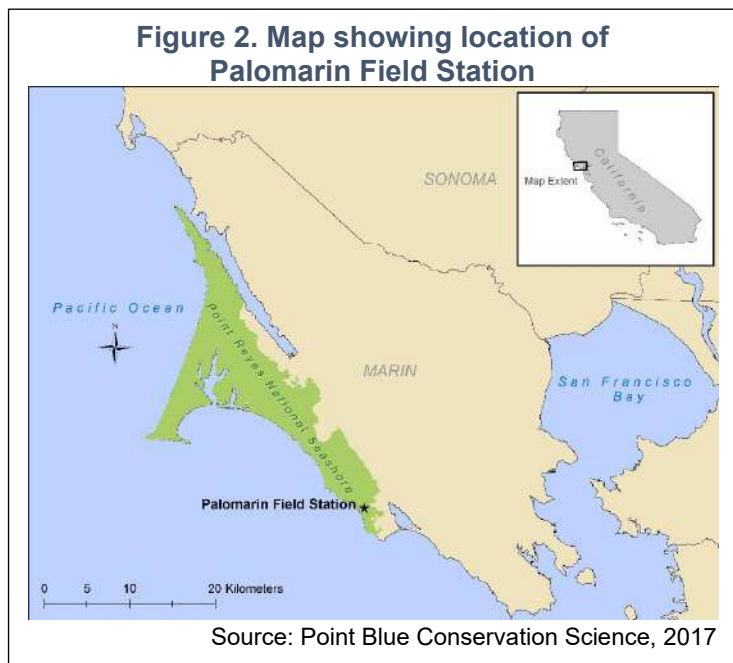 Figure 2. Map showing location of
Palomarin Field Station
SONOMA
California
Map Extent
Pacific Ocean
N
Point Reyes National Seashore
MARIN
San Francisco
Bay
Palomarin Field Station
0 5 10 20 Kilometers
Source: Point Blue Conservation Science, 2017